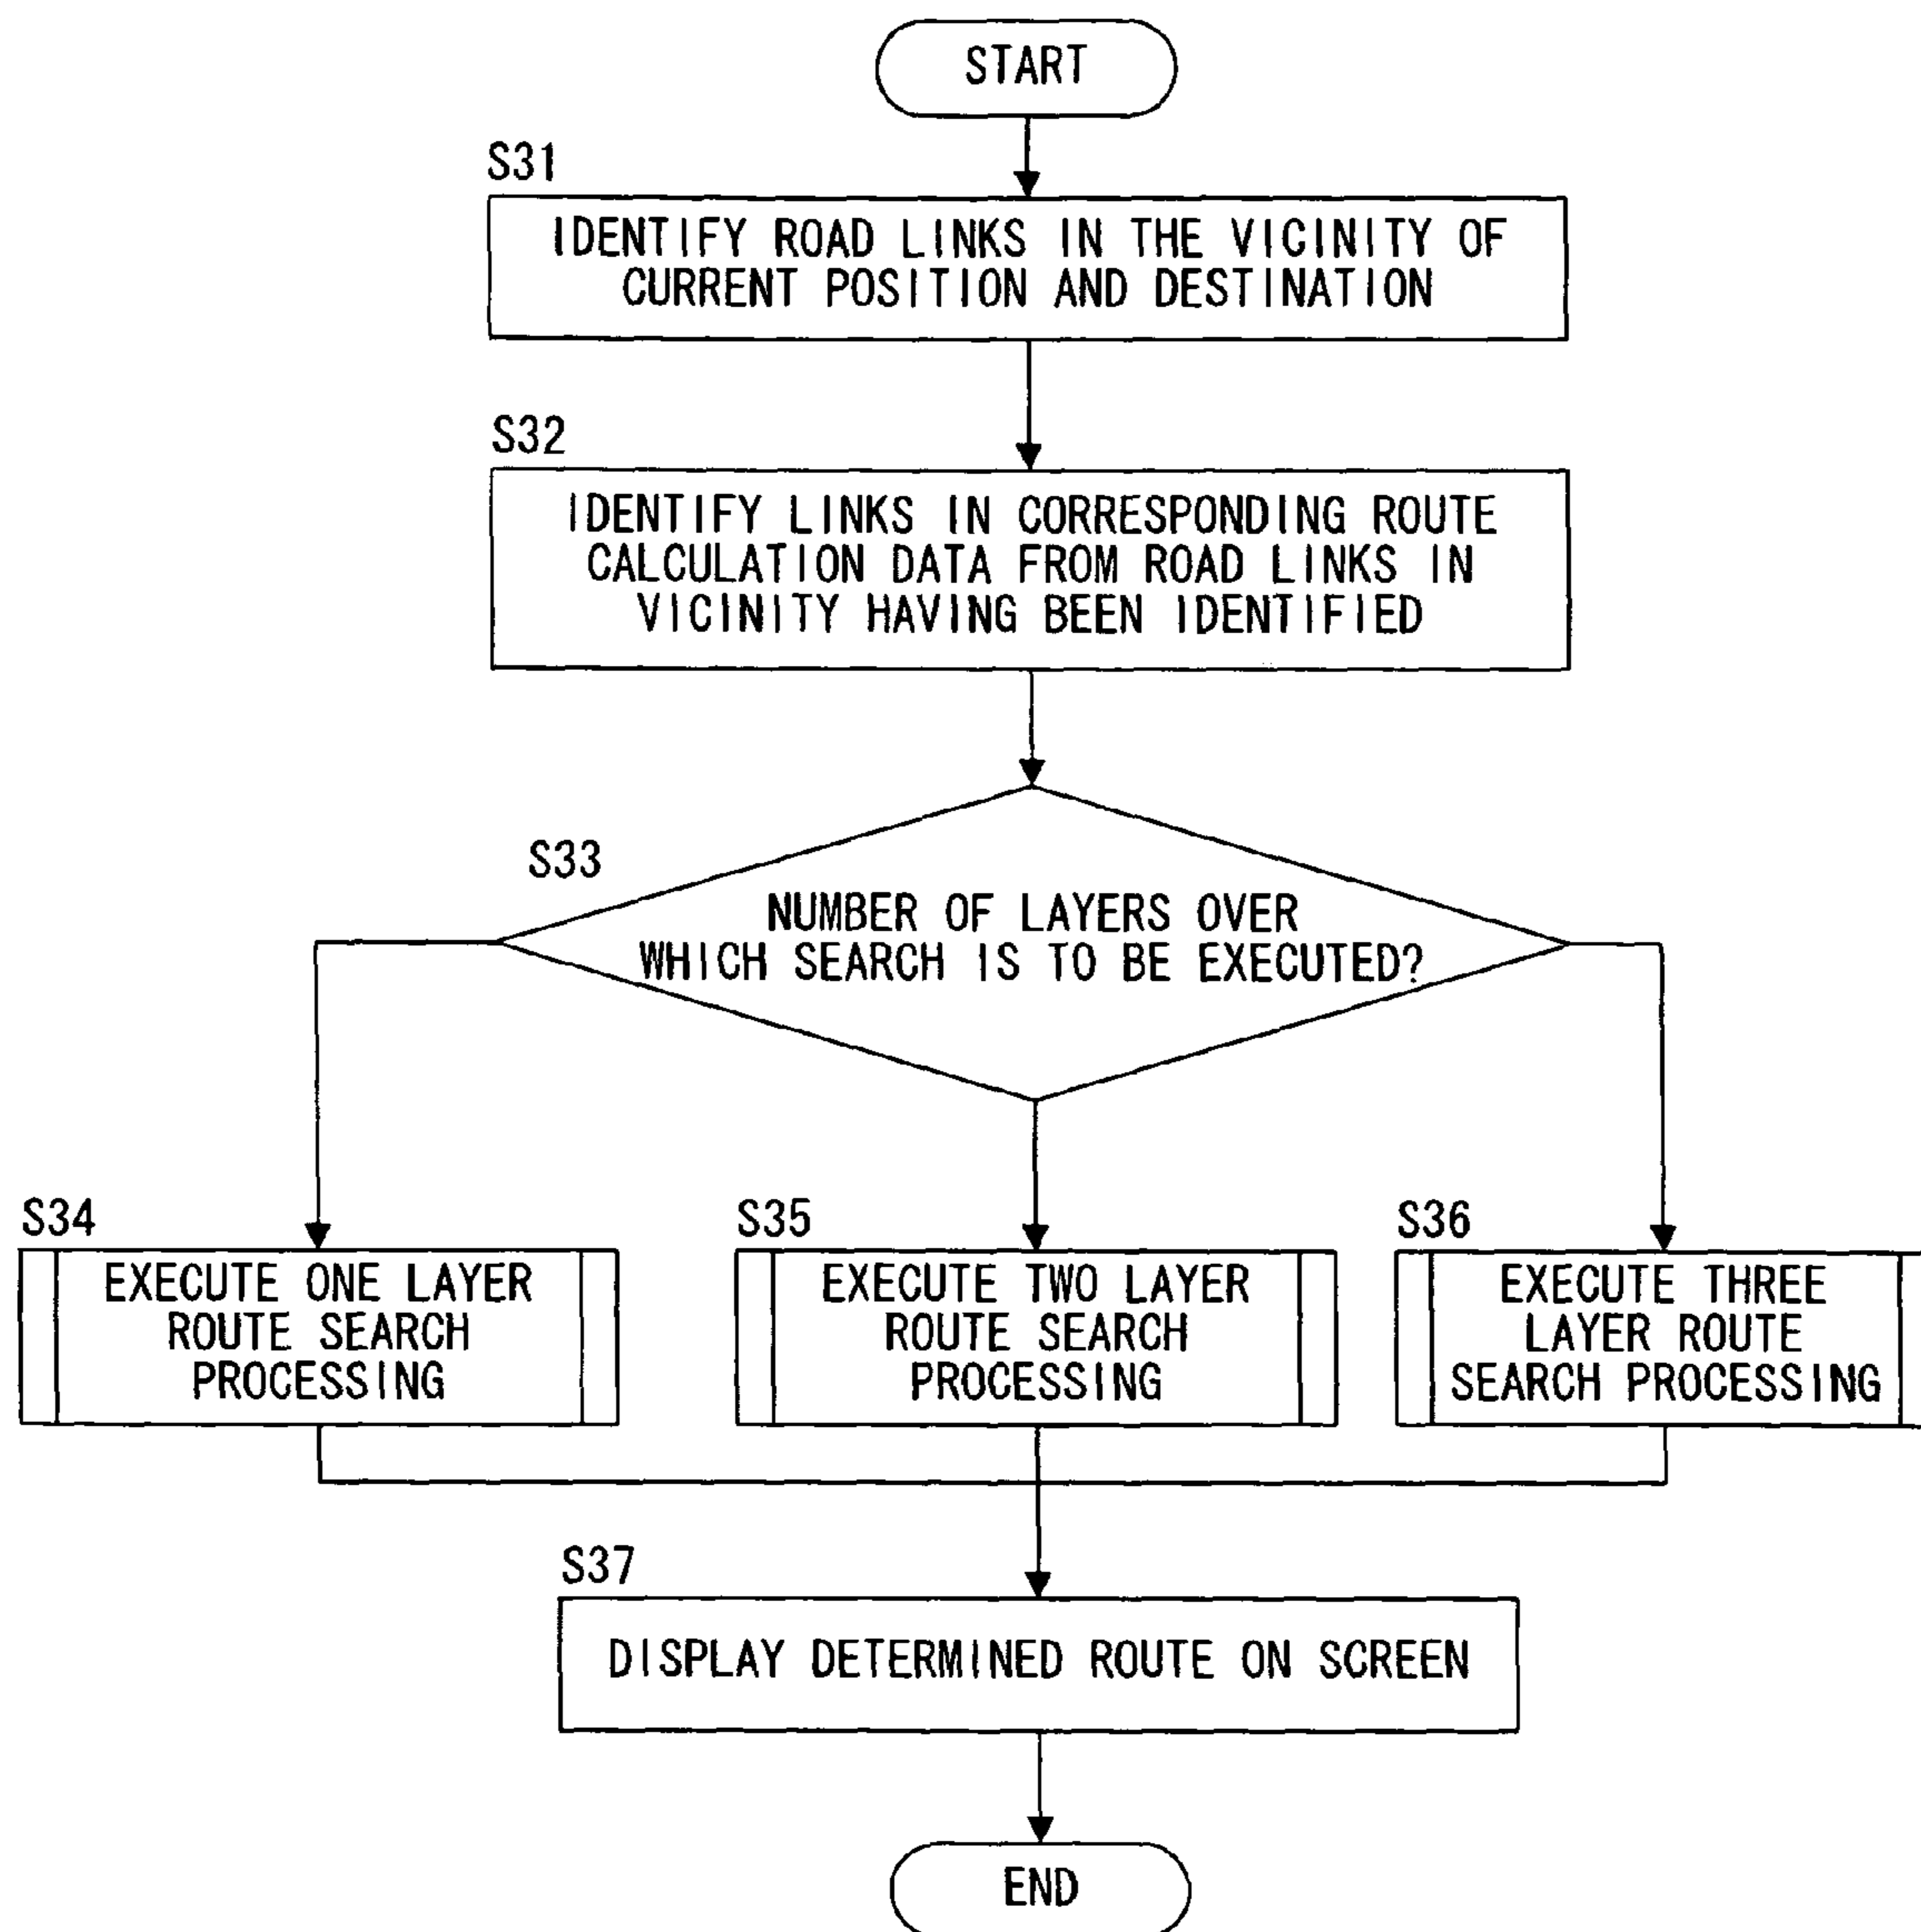 START
S31
IDENTIFY ROAD LINKS IN THE VICINITY OF
CURRENT POSITION AND DESTINATION
S32
IDENTIFY LINKS IN CORRESPONDING ROUTE
CALCULATION DATA FROM ROAD LINKS IN
VICINITY HAVING BEEN IDENTIFIED
S33
NUMBER OF LAYERS OVER
WHICH SEARCH IS TO BE EXECUTED?
S34
EXECUTE ONE LAYER
ROUTE SEARCH
PROCESSING
S35
EXECUTE TWO LAYER
ROUTE SEARCH
PROCESSING
S36
EXECUTE THREE
LAYER ROUTE
SEARCH PROCESSING
S37
DISPLAY DETERMINED ROUTE ON SCREEN
END